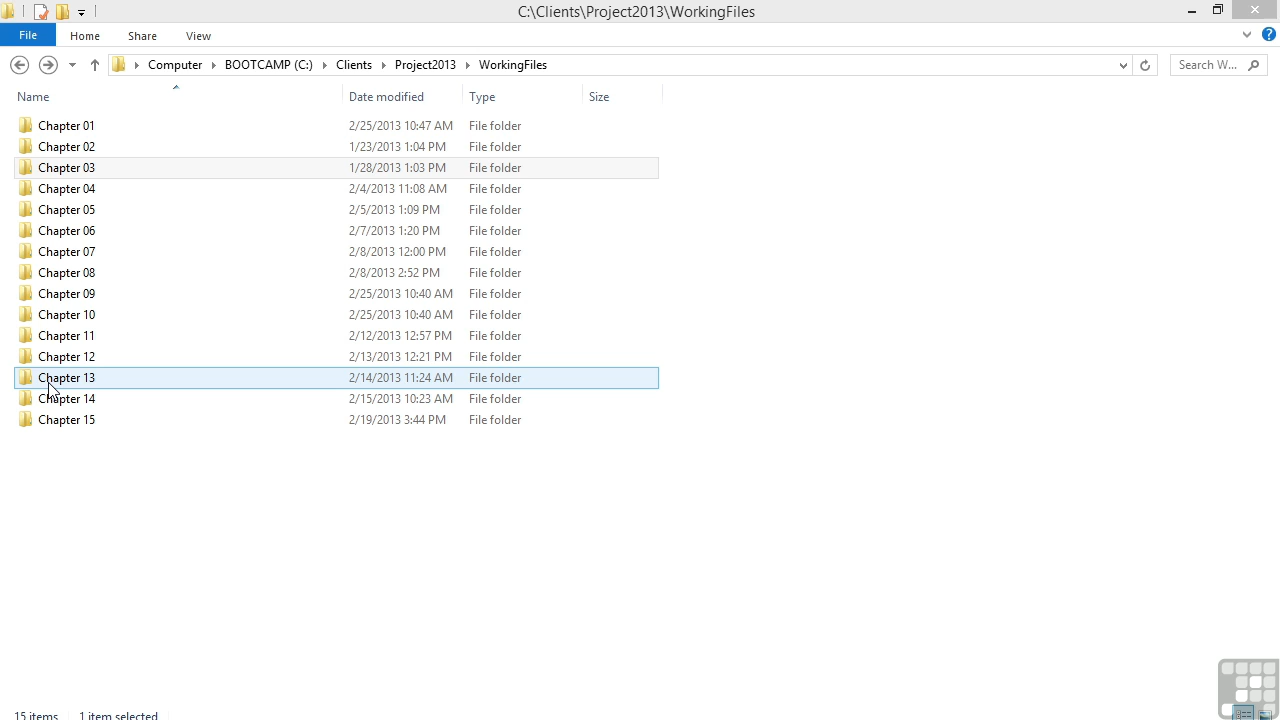 C:\Clients\Project2013\WorkingFiles
File Home Share View
Computer BOOTCAMP (C:) Clients Project2013 WorkingFiles Search W...
Name Date modified Type Size
Chapter 01 2/25/2013 10:47 AM File folder
Chapter 02 1/23/2013 1:04 PM File folder
Chapter 03 1/28/2013 1:03 PM File folder
Chapter 04 2/4/2013 11:08 AM File folder
Chapter 05 2/5/2013 1:09 PM File folder
Chapter 06 2/7/2013 1:20 PM File folder
Chapter 07 2/8/2013 12:00 PM File folder
Chapter 08 2/8/2013 2:52 PM File folder
Chapter 09 2/25/2013 10:40 AM File folder
Chapter 10 2/25/2013 10:40 AM File folder
Chapter 11 2/12/2013 12:57 PM File folder
Chapter 12 2/13/2013 12:21 PM File folder
Chapter 13 2/14/2013 11:24 AM File folder
Chapter 14 2/15/2013 10:23 AM File folder
Chapter 15 2/19/2013 3:44 PM File folder
15 items 1 item selected